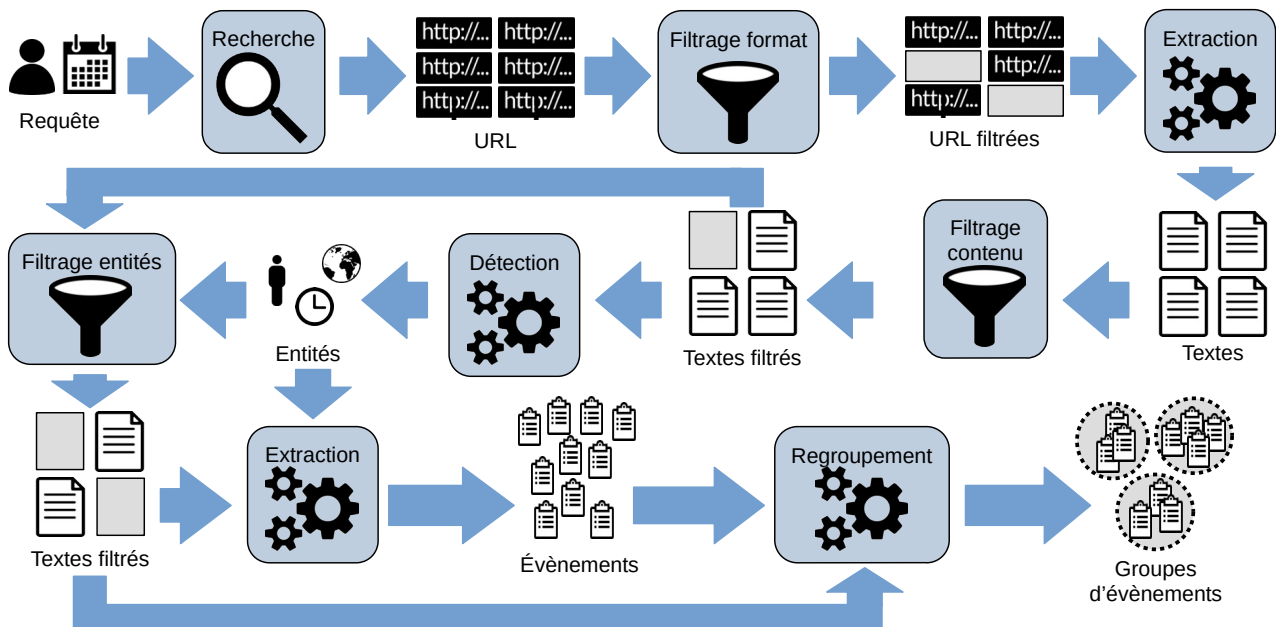 Requête
Recherche
http://... http://...
http://... http://...
http://... http://...
URL
Filtrage format
http://... http://...
http://...
http://...
URL filtrées
Extraction
Filtrage entités
Entités
Détection
Textes filtrés
Filtrage
contenu
Textes
Textes filtrés
Extraction
Évènements
Regroupement
Groupes
d'évènements